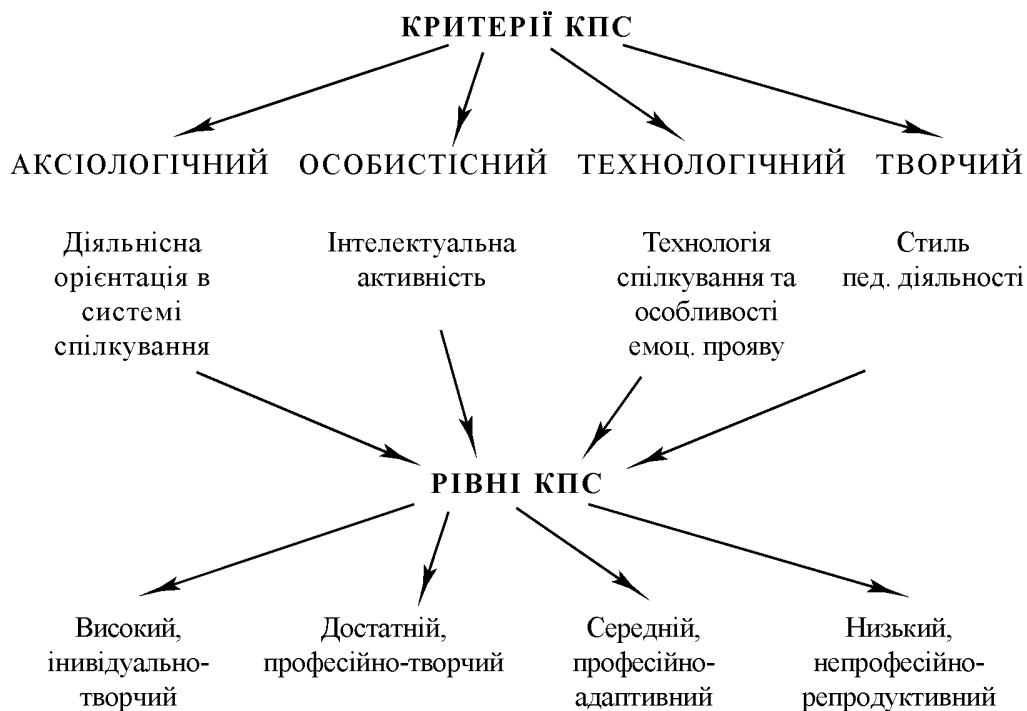 КРИТЕРІЇ КПС
АКСІОЛОГІЧНИЙ ОСОБИСТІСНИЙ ТЕХНОЛОГІЧНИЙ ТВОРЧИЙ
Діяльнісна
орієнтація в
системі
спілкування
Інтелектуальна
активність
Технологія
спілкування та
особливості
емоц. прояву
Стиль
пед. діяльності
РІВНІ КПС
Високий,
інивідуально-
творчий
Достатній,
професійно-творчий
Середній,
професійно-
адаптивний
Низький,
непрофесійно-
репродуктивний